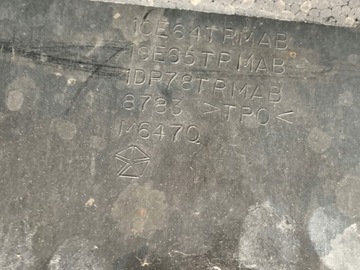 1CE64TRMAB
1CE65TRMAB
1DP78TRMAB
8783 >TPO<
M6470